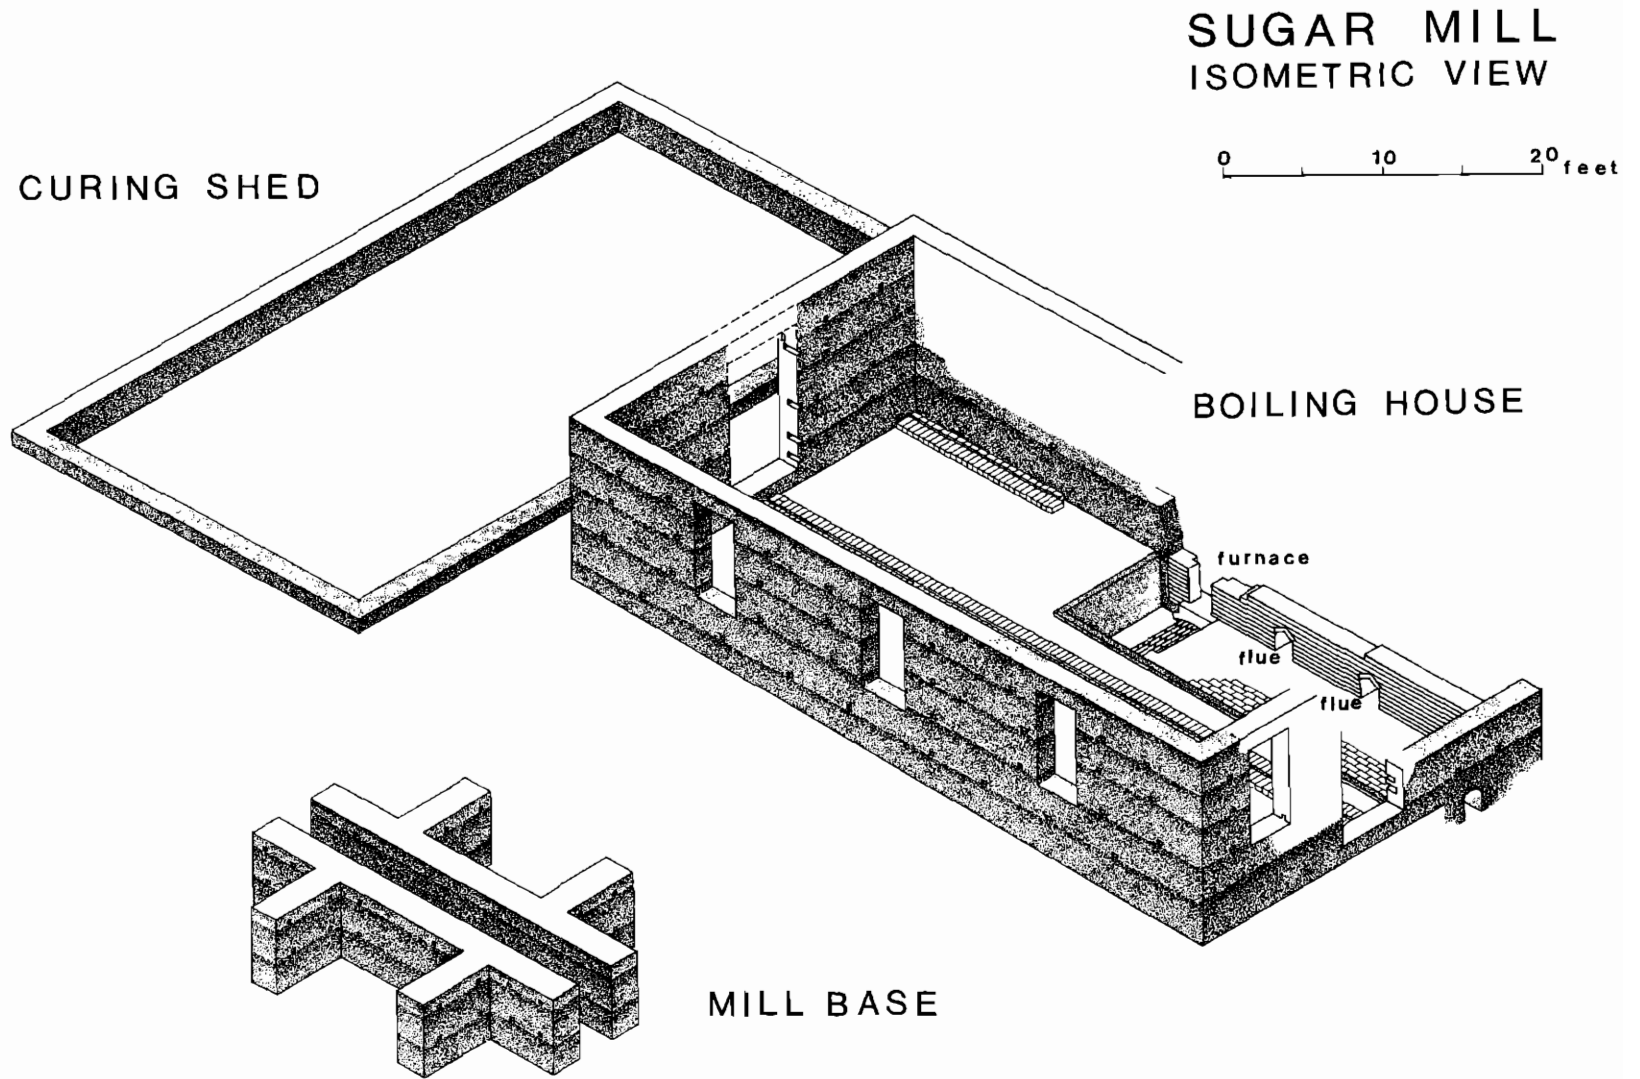 SUGAR MILL
ISOMETRIC VIEW
0 10 20 feet
CURING SHED
BOILING HOUSE
furnace
flue
flue
MILL BASE